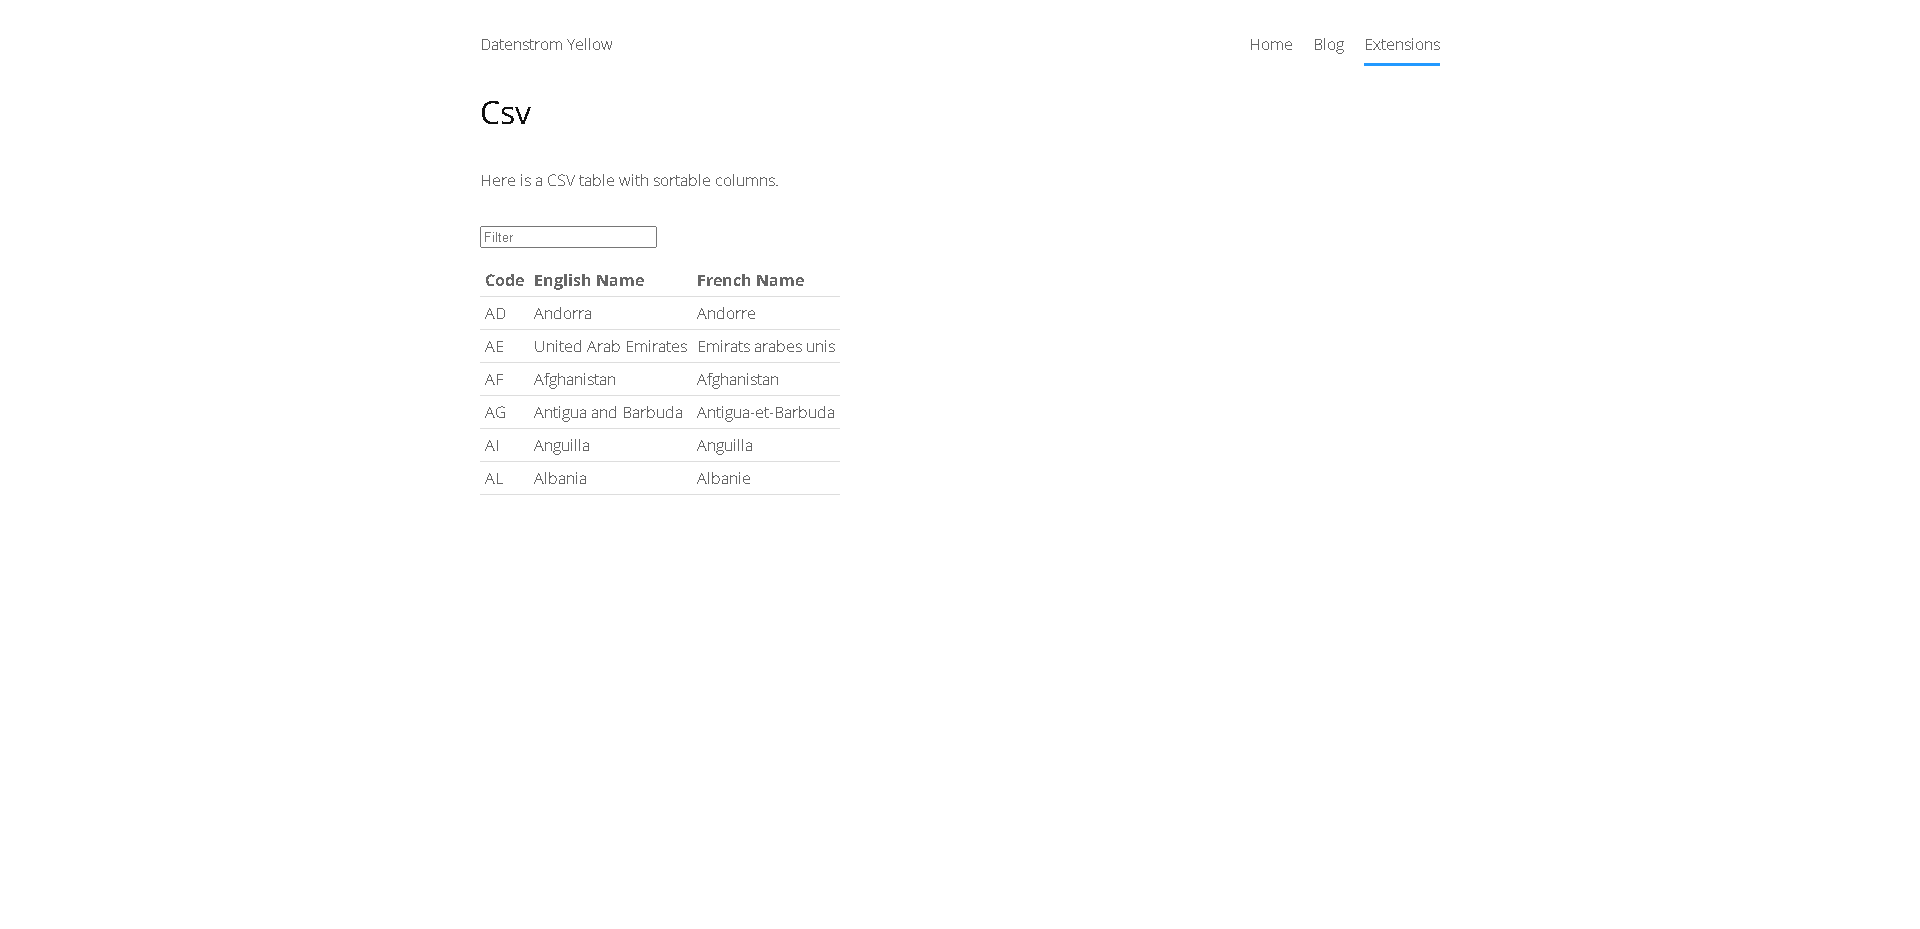 Datenstrom Yellow Home Blog Extensions
Csv
Here is a CSV table with sortable columns.
Filter
Code English Name French Name
AD Andorra Andorre
AE United Arab Emirates Emirats arabes unis
AF Afghanistan Afghanistan
AG Antigua and Barbuda Antigua-et-Barbuda
AI Anguilla Anguilla
AL Albania Albanie